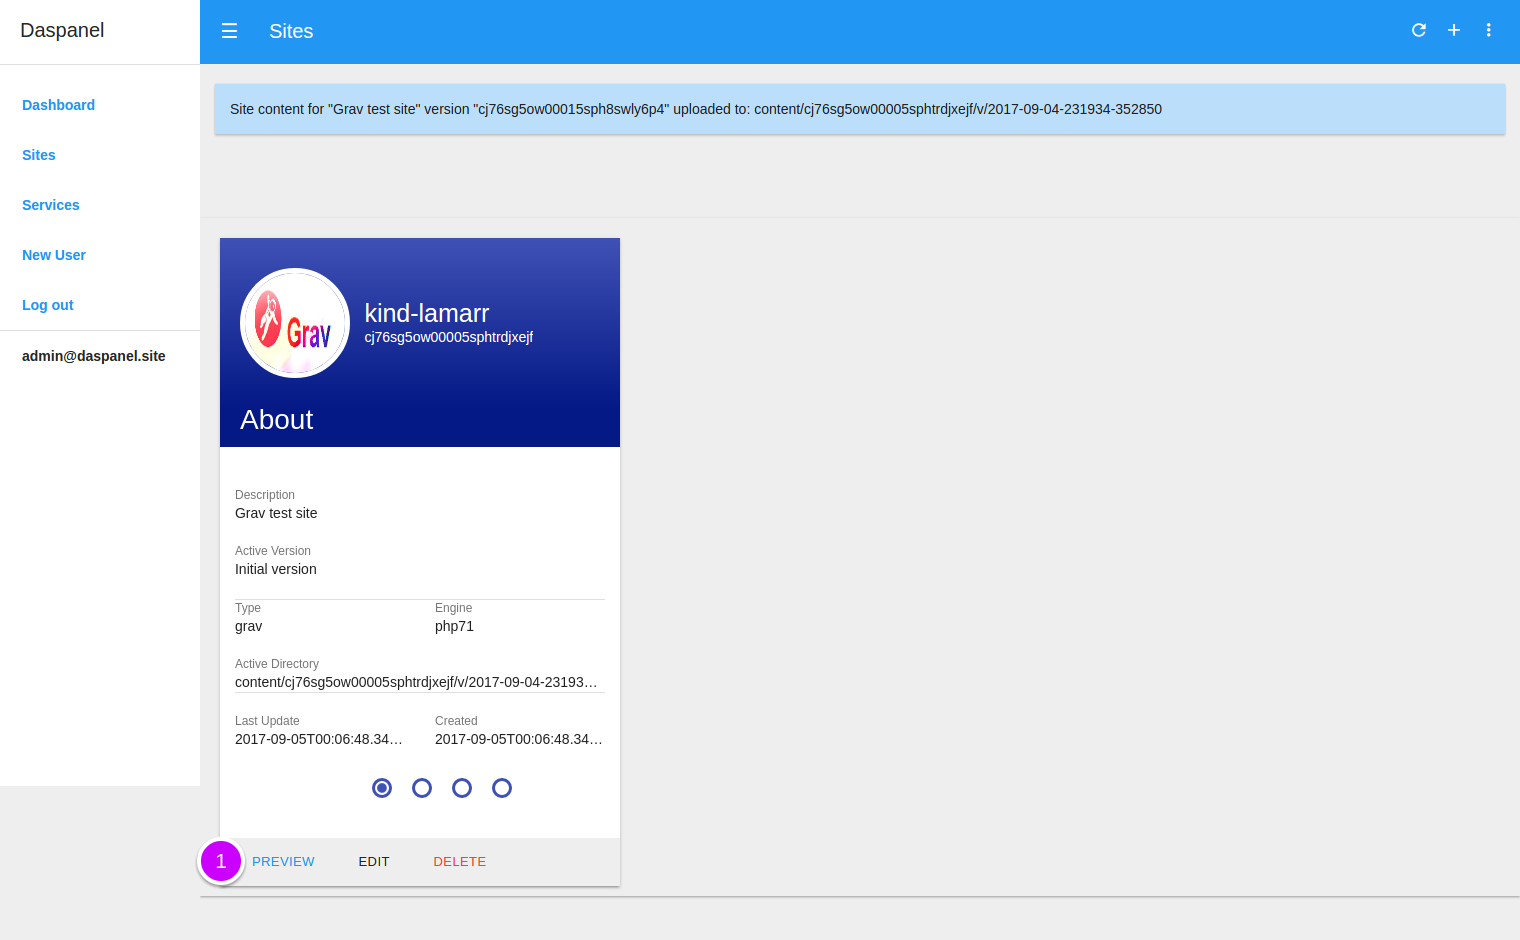 Daspanel
Sites
Dashboard
Sites
Services
New User
Log out
admin@daspanel.site
Site content for "Grav test site" version "cj76sg5ow00015sph8swly6p4" uploaded to: content/cj76sg5ow00005sphtrdjxejf/v/2017-09-04-231934-352850
Grav
kind-lamarr
cj76sg5ow00005sphtrdjxejf
About
Description
Grav test site
Active Version
Initial version
Type
Engine
grav
php71
Active Directory
content/cj76sg5ow00005sphtrdjxejf/v/2017-09-04-23193…
Last Update
Created
2017-09-05T00:06:48.34…
2017-09-05T00:06:48.34…
1
PREVIEW
EDIT
DELETE